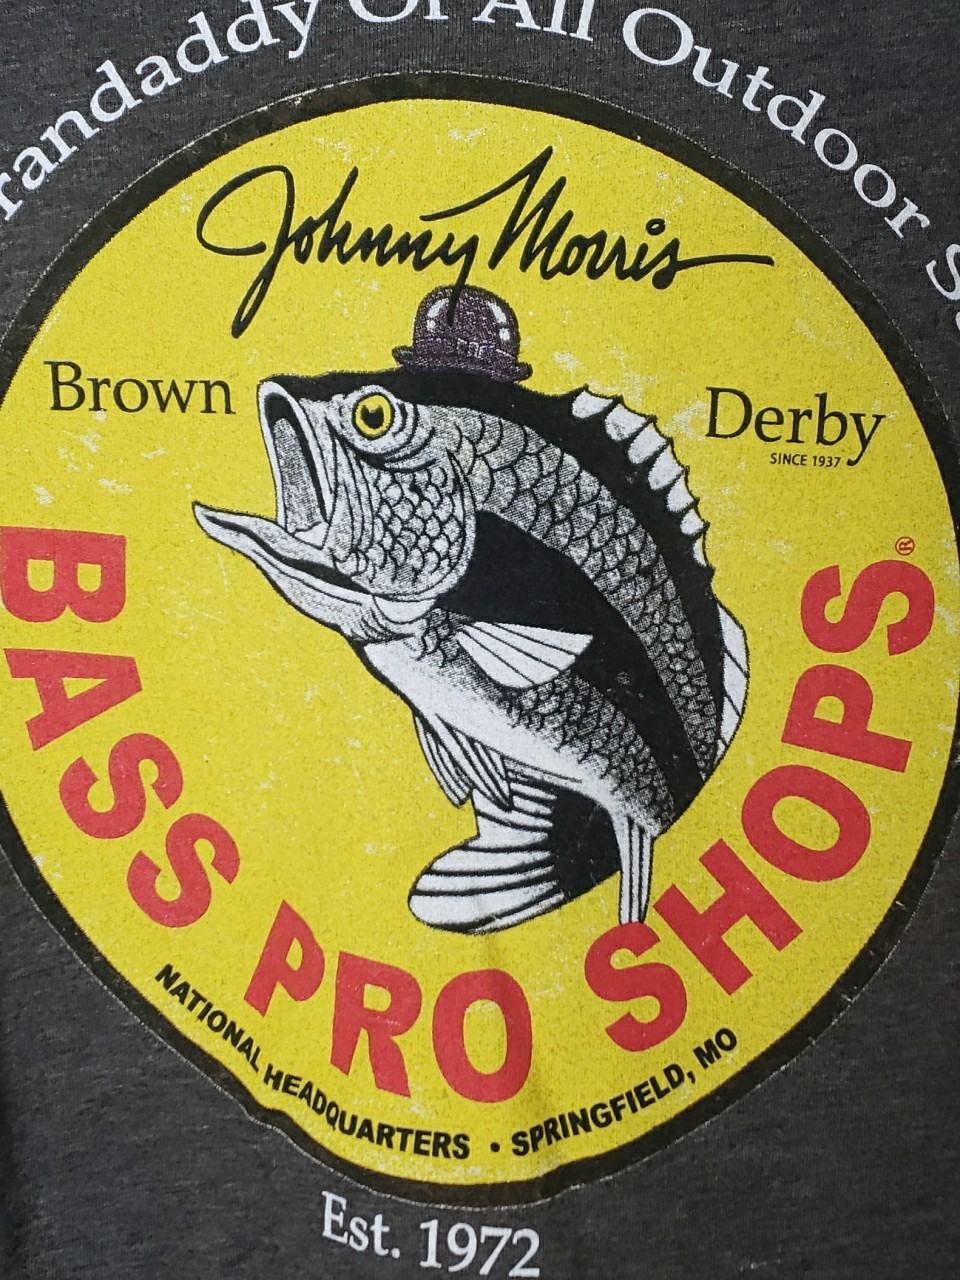 randaddy Of All Outdoor S
Johnny Morris
Brown Derby
SINCE 1937
BASS PRO SHOPS®
NATIONAL HEADQUARTERS • SPRINGFIELD, MO
Est. 1972